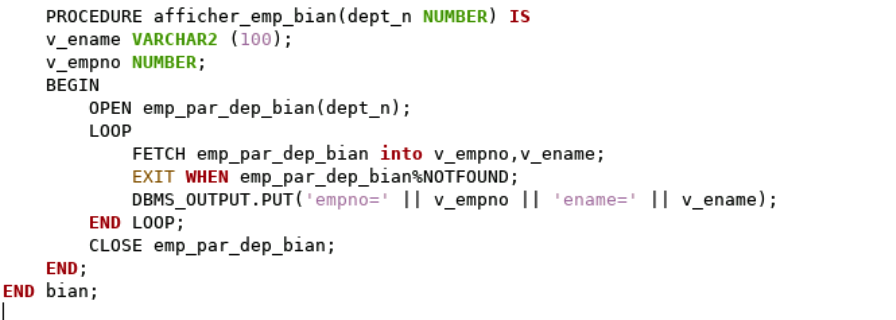 PROCEDURE afficher_emp_bian(dept_n NUMBER) IS
v_ename VARCHAR2 (100);
v_empno NUMBER;
BEGIN
OPEN emp_par_dep_bian(dept_n);
LOOP
FETCH emp_par_dep_bian into v_empno,v_ename;
EXIT WHEN emp_par_dep_bian%NOTFOUND;
DBMS_OUTPUT.PUT('empno=' || v_empno || 'ename=' || v_ename);
END LOOP;
CLOSE emp_par_dep_bian;
END;
END bian;